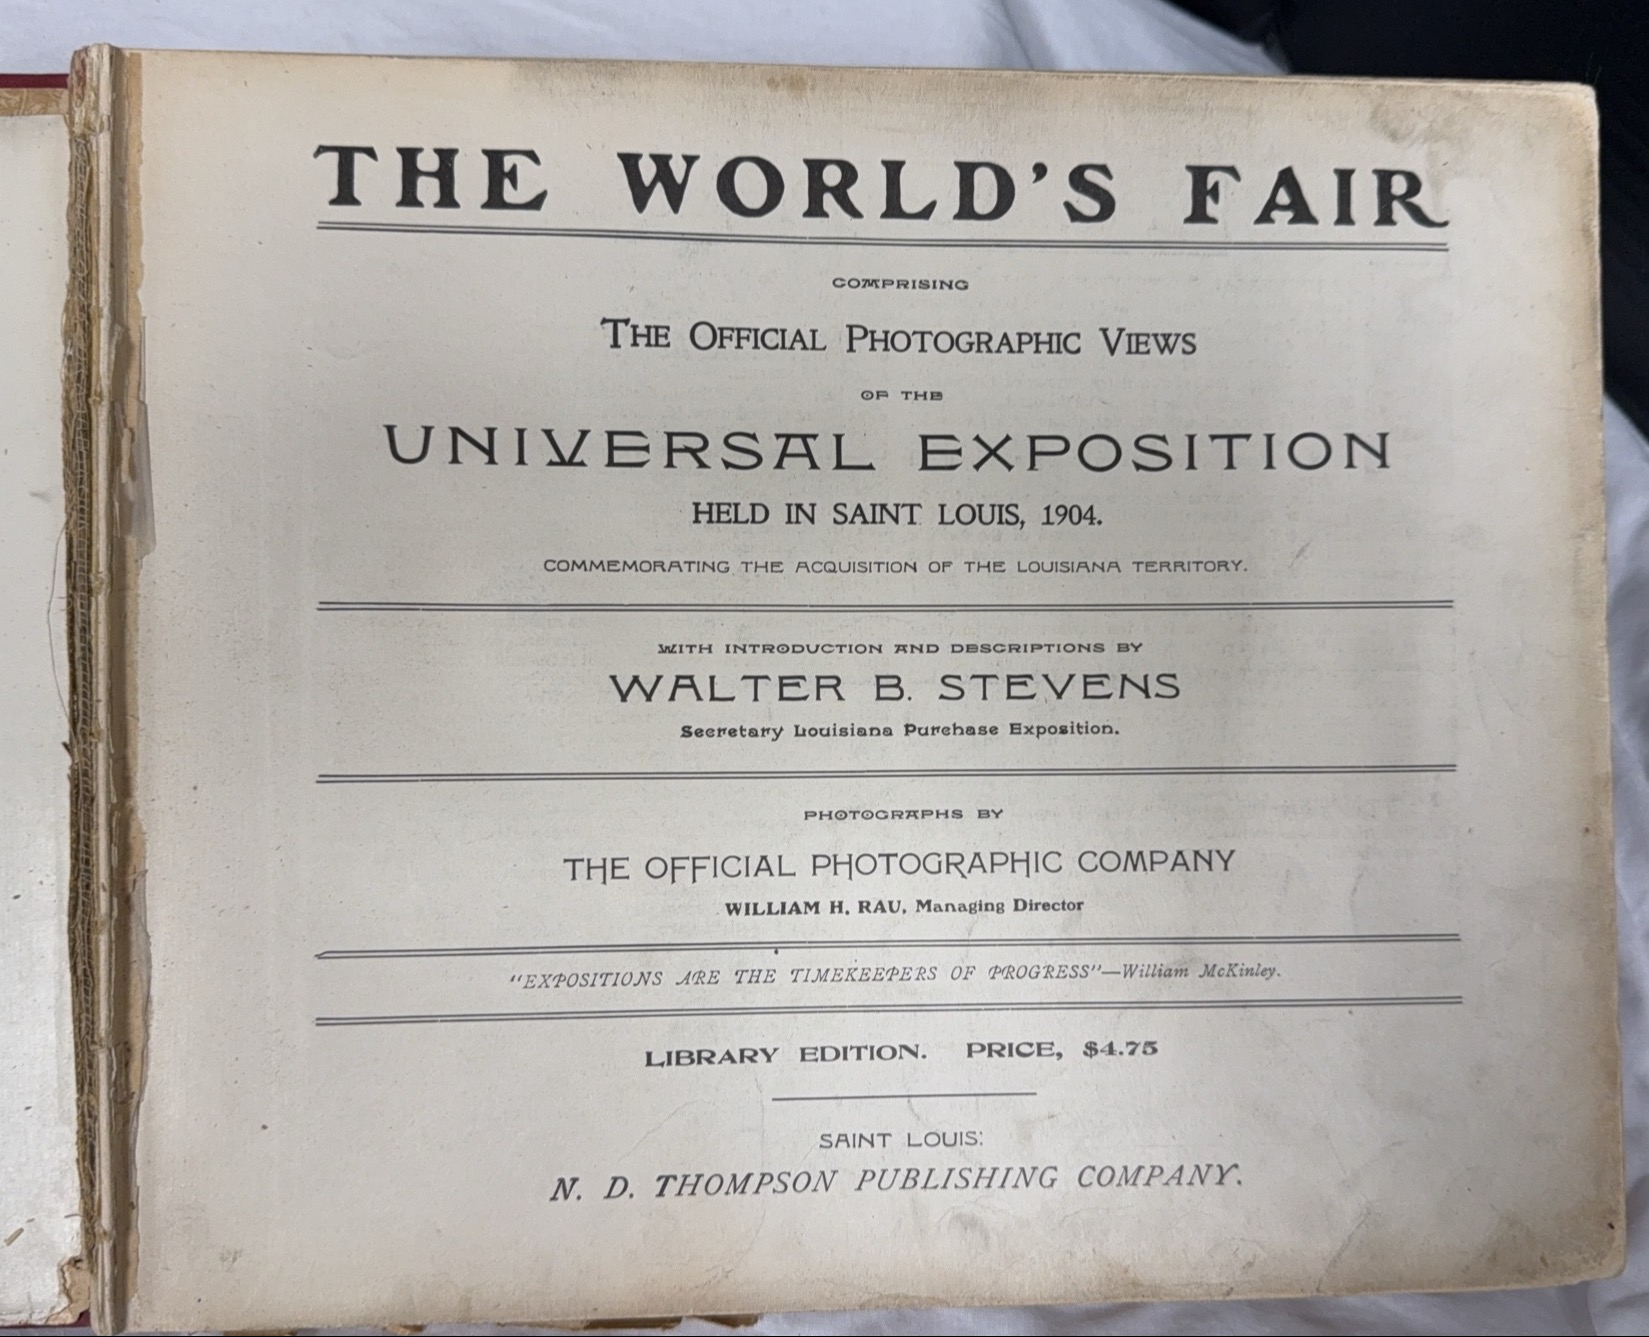 THE WORLD'S FAIR
COMPRISING
THE OFFICIAL PHOTOGRAPHIC VIEWS
OF THE
UNIVERSAL EXPOSITION
HELD IN SAINT LOUIS, 1904.
COMMEMORATING THE ACQUISITION OF THE LOUISIANA TERRITORY.
WITH INTRODUCTION AND DESCRIPTIONS BY
WALTER B. STEVENS
Secretary Louisiana Purchase Exposition.
PHOTOGRAPHS BY
THE OFFICIAL PHOTOGRAPHIC COMPANY
WILLIAM H. RAU, Managing Director
"EXPOSITIONS ARE THE TIMEKEEPERS OF PROGRESS"—William McKinley.
LIBRARY EDITION. PRICE, $4.75
SAINT LOUIS:
N. D. THOMPSON PUBLISHING COMPANY.